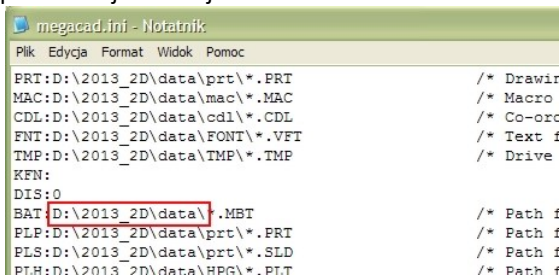 megacad.ini - Notatnik
Plik Edycja Format Widok Pomoc
PRT:D:\2013_2D\data\prt\*.PRT /* Drawin
MAC:D:\2013_2D\data\mac\*.MAC /* Macro
CDL:D:\2013_2D\data\cdl\*.CDL /* Co-ord
FNT:D:\2013_2D\data\FONT\*.VFT /* Text f
TMP:D:\2013_2D\data\TMP\*.TMP /* Drive
KFN:
DIS:0
BAT:D:\2013_2D\data\*.MBT /* Path f
PLP:D:\2013_2D\data\prt\*.PRT /* Path f
PLS:D:\2013_2D\data\prt\*.SLD /* Path f
PLH:D:\2013_2D\data\HPG\*.PLT /* Path f